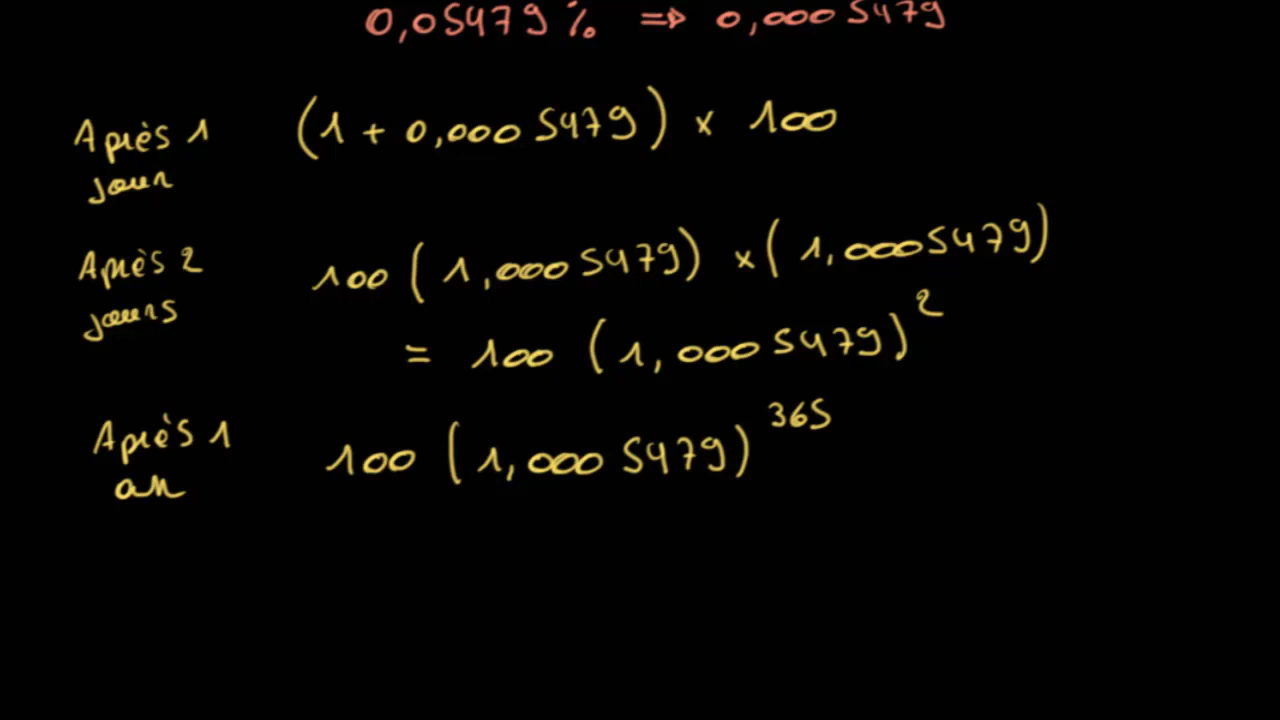 0,05479% => 0,0005479
Après 1 jour (1 + 0,0005479) x 100
Après 2 jours 100 (1,0005479) x (1,0005479)
= 100 (1,0005479)²
Après 1 an 100 (1,0005479)³⁶⁵